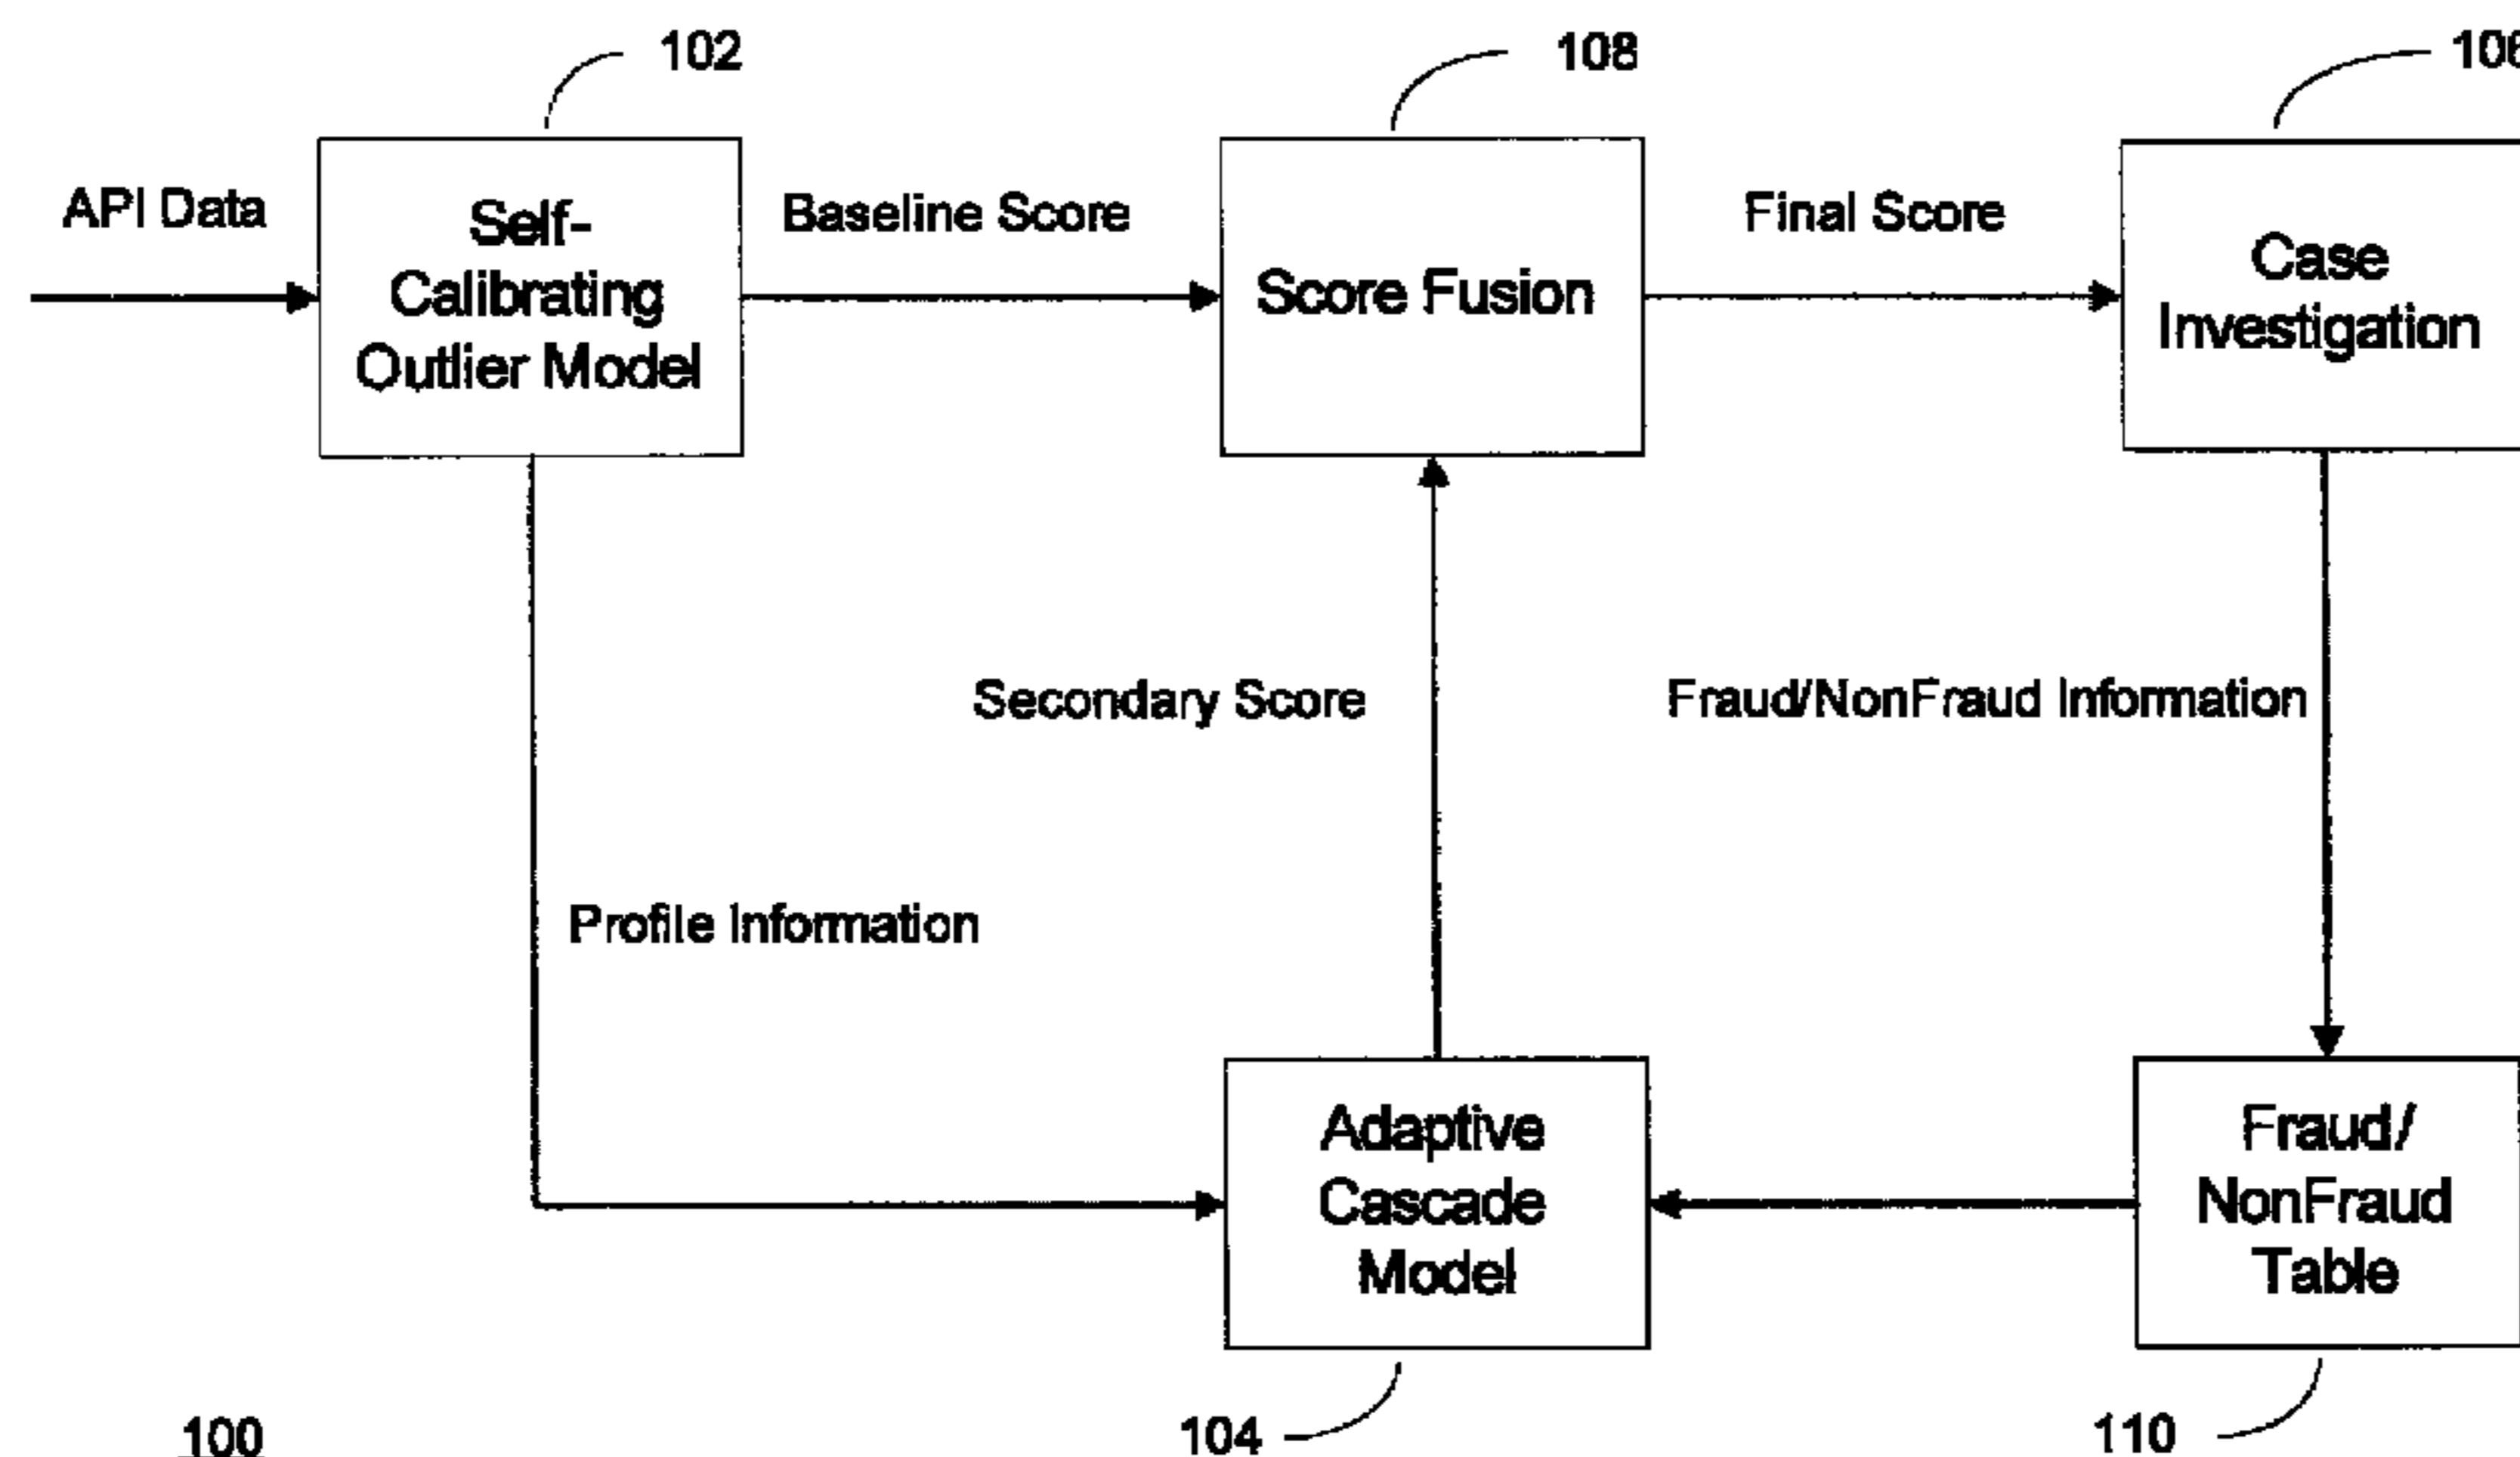 102
108
106
API Data
Self-
Calibrating
Outlier Model
Baseline Score
Score Fusion
Final Score
Case
Investigation
Secondary Score
Fraud/NonFraud Information
Profile Information
Adaptive
Cascade
Model
Fraud/
NonFraud
Table
100
104
110